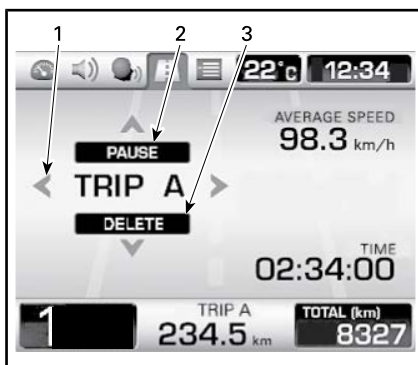 1 2 3
22°c 12:34
AVERAGE SPEED
98.3 km/h
PAUSE
TRIP A
DELETE
TIME
02:34:00
1
TRIP A
234.5 km
TOTAL (km)
8327